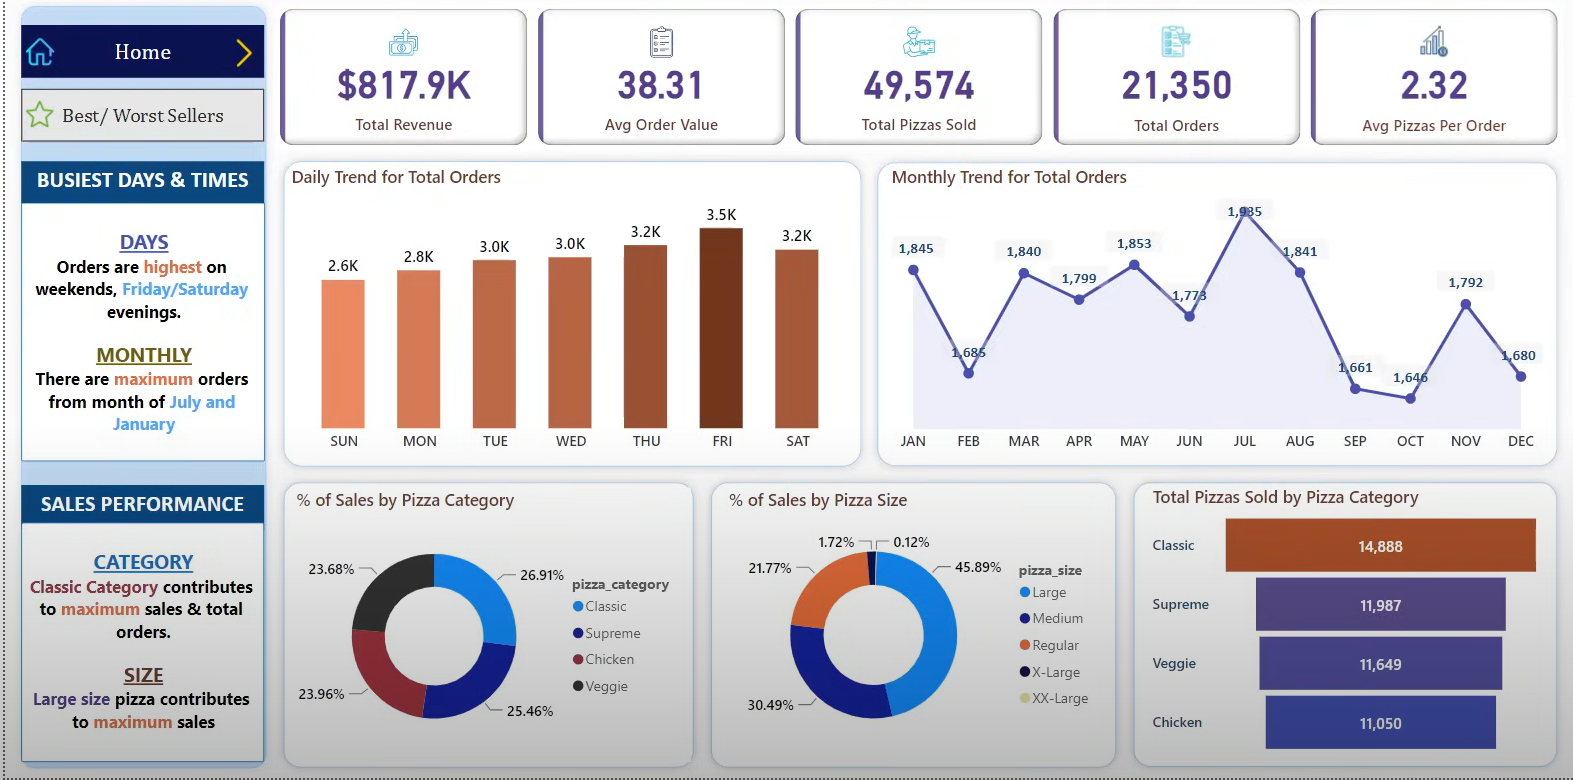 Home
Best/ Worst Sellers
$817.9K
Total Revenue
38.31
Avg Order Value
49,574
Total Pizzas Sold
21,350
Total Orders
2.32
Avg Pizzas Per Order
BUSIEST DAYS & TIMES
DAYS
Orders are highest on
weekends, Friday/Saturday
evenings.
MONTHLY
There are maximum orders
from month of July and
January
SALES PERFORMANCE
CATEGORY
Classic Category contributes
to maximum sales & total
orders.
SIZE
Large size pizza contributes
to maximum sales
Daily Trend for Total Orders
2.6K
2.8K
3.0K
3.0K
3.2K
3.5K
3.2K
SUN MON TUE WED THU FRI SAT
Monthly Trend for Total Orders
1,845
1,685
1,840
1,799
1,853
1,773
1,935
1,841
1,661
1,646
1,792
1,680
JAN FEB MAR APR MAY JUN JUL AUG SEP OCT NOV DEC
% of Sales by Pizza Category
23.68%
26.91%
23.96%
25.46%
pizza_category
Classic
Supreme
Chicken
Veggie
% of Sales by Pizza Size
1.72%
0.12%
21.77%
45.89%
30.49%
pizza_size
Large
Medium
Regular
X-Large
XX-Large
Total Pizzas Sold by Pizza Category
Classic 14,888
Supreme 11,987
Veggie 11,649
Chicken 11,050